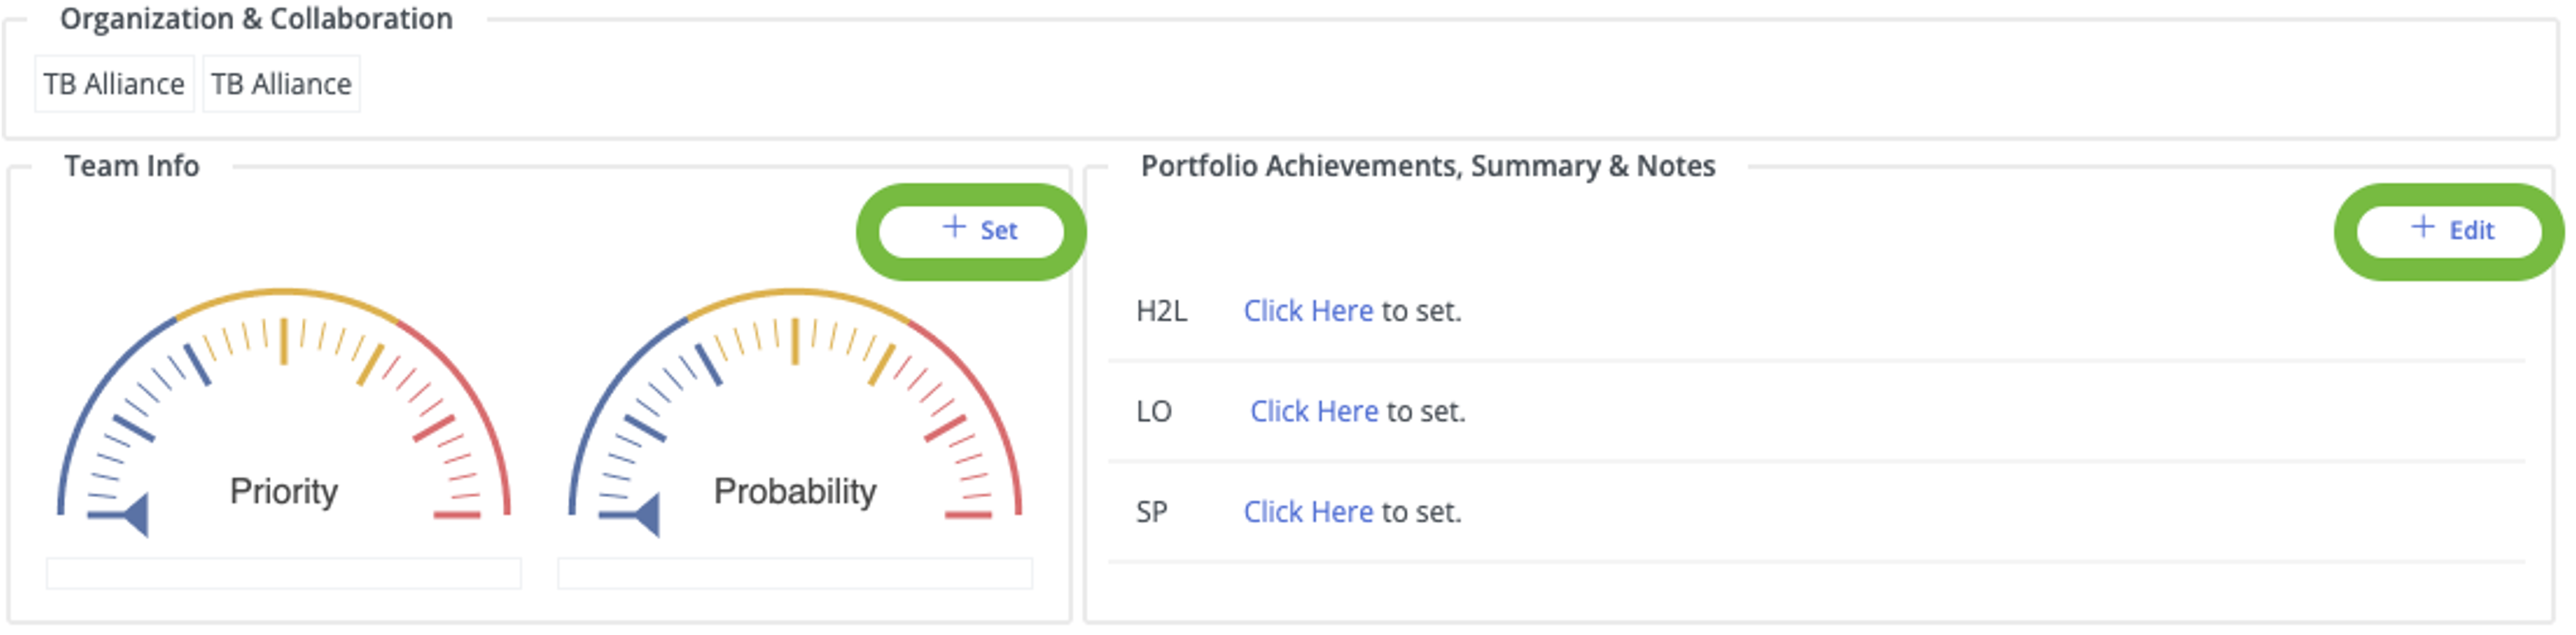 Organization & Collaboration
TB Alliance TB Alliance
Team Info
+ Set
Priority
Probability
Portfolio Achievements, Summary & Notes
+ Edit
H2L Click Here to set.
LO Click Here to set.
SP Click Here to set.